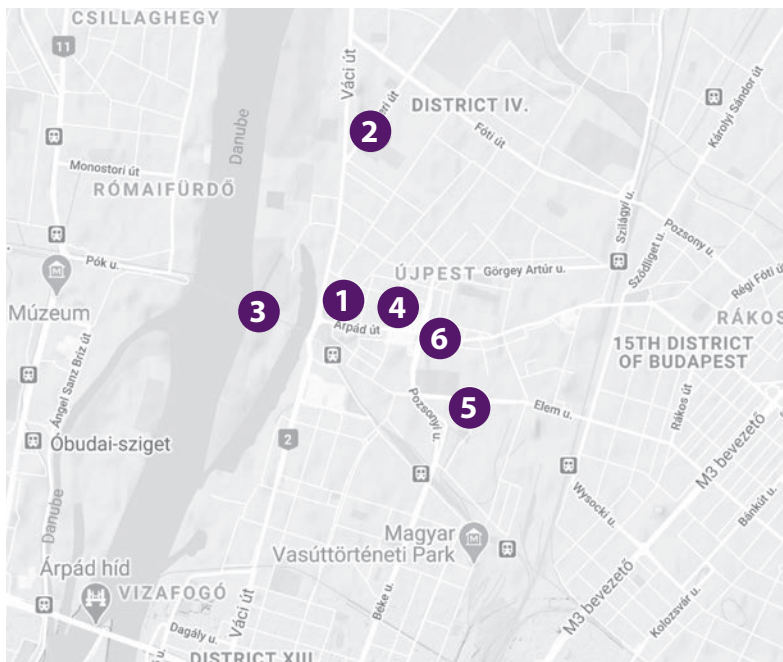 CSILLAGHEGY
11
Váci út
eri út
DISTRICT IV.
Károlyi Sándor út
Danube
2
Fóti út
Monostori út
RÓMAIFÜRDŐ
Szilágyi u.
Pozsony u.
Sződliget u.
Pók u.
ÚJPEST
Görgey Artúr u.
Régi Fóti út
Múzeum
3
1
4
Árpád út
6
RÁKOS
15TH DISTRICT
OF BUDAPEST
Ángel Sanz Briz út
5
Pozsonyi u.
Elem u.
Rákos út
2
Óbudai-sziget
M3 bevezető
Wysocki u.
Bánkút u.
Danube
Magyar
Vasúttörténeti Park
Árpád híd
VIZAFOGÓ
Váci út
Béke u.
M3 bevezető
Kolozsvár u.
Dagály u.
DISTRICT XIII